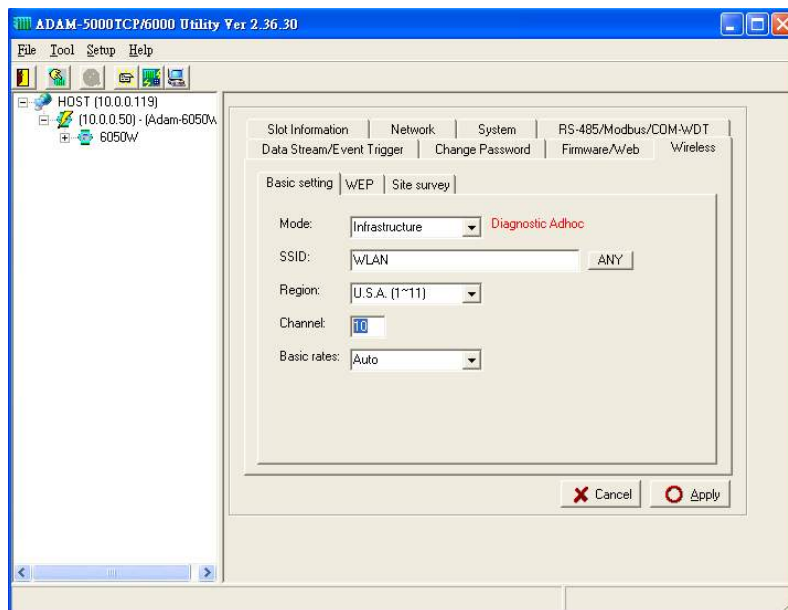 ADAM-5000TCP/6000 Utility Ver 2.36.30
File Tool Setup Help
HOST (10.0.0.119)
(10.0.0.50) - (Adam-6050W
6050W
Slot Information Network System RS-485/Modbus/COM-WDT
Data Stream/Event Trigger Change Password Firmware/Web Wireless
Basic setting WEP Site survey
Mode: Infrastructure Diagnostic Adhoc
SSID: WLAN ANY
Region: U.S.A. (1~11)
Channel: 10
Basic rates: Auto
Cancel Apply